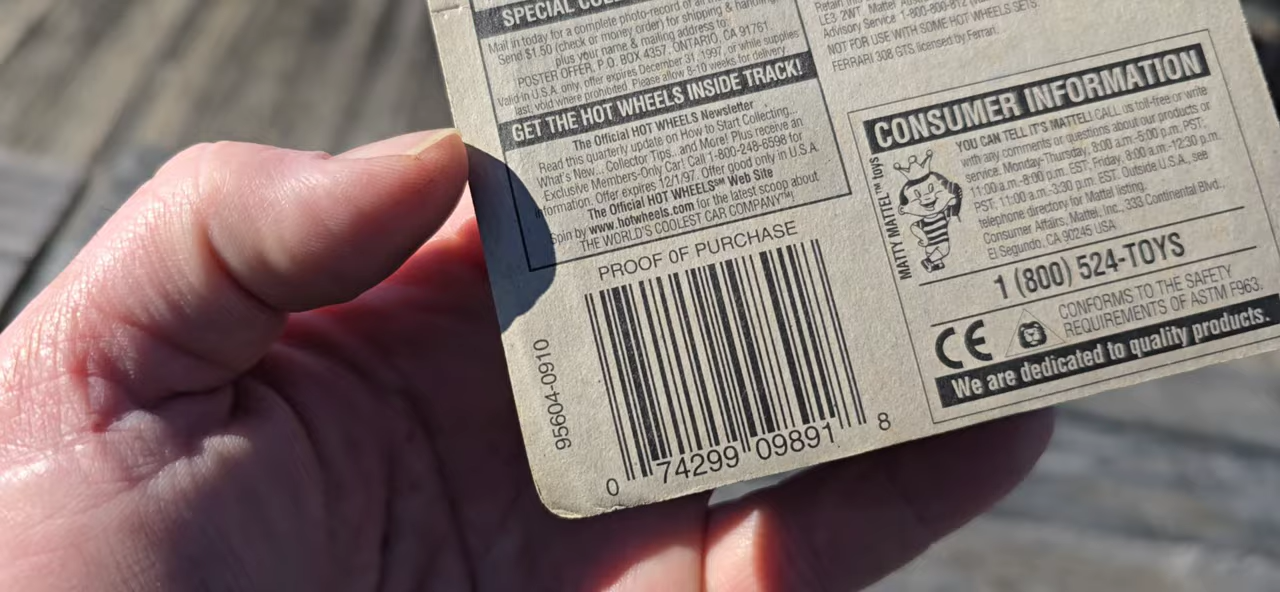 SPECIAL
Mail in today for a complete photo record of all
Send $1.50 (check or money order) for shipping & handling
plus your name & mailing address to:
POSTER OFFER, P.O. BOX 4357, ONTARIO, CA 91761.
Valid in U.S.A. only, offer expires December 31, 1997, or while supplies
last, void where prohibited. Please allow 8-10 weeks for delivery.
GET THE HOT WHEELS INSIDE TRACK!
The Official HOT WHEELS Newsletter
Read this quarterly update on How to Start Collecting...
What's New... Collector Tips...and More! Plus receive an
Exclusive Members-Only Car! Call 1-800-248-6598 for
information. Offer expires 12/1/97. Offer good only in U.S.A.
The Official HOT WHEELS℠ Web Site
Spin by www.hotwheels.com for the latest scoop about
THE WORLD'S COOLEST CAR COMPANY™!
PROOF OF PURCHASE
95604-0910
0 74299 09891 8
LE3 2WT. Mattel
Advisory Service 1-800-800-812
NOT FOR USE WITH SOME HOT WHEELS SETS.
FERRARI 308 GTS licensed by Ferrari.
CONSUMER INFORMATION
MATTY MATTEL™ TOYS
YOU CAN TELL IT'S MATTEL! CALL us toll-free or write
with any comments or questions about our products or
service. Monday-Thursday, 8:00 a.m.-5:00 p.m. PST,
11:00 a.m.-8:00 p.m. EST; Friday, 8:00 a.m.-12:30 p.m.
PST, 11:00 a.m.-3:30 p.m. EST. Outside U.S.A., see
telephone directory for Mattel listing.
Consumer Affairs, Mattel, Inc., 333 Continental Blvd.,
El Segundo, CA 90245 USA
1 (800) 524-TOYS
CE
CONFORMS TO THE SAFETY
REQUIREMENTS OF ASTM F963.
We are dedicated to quality products.